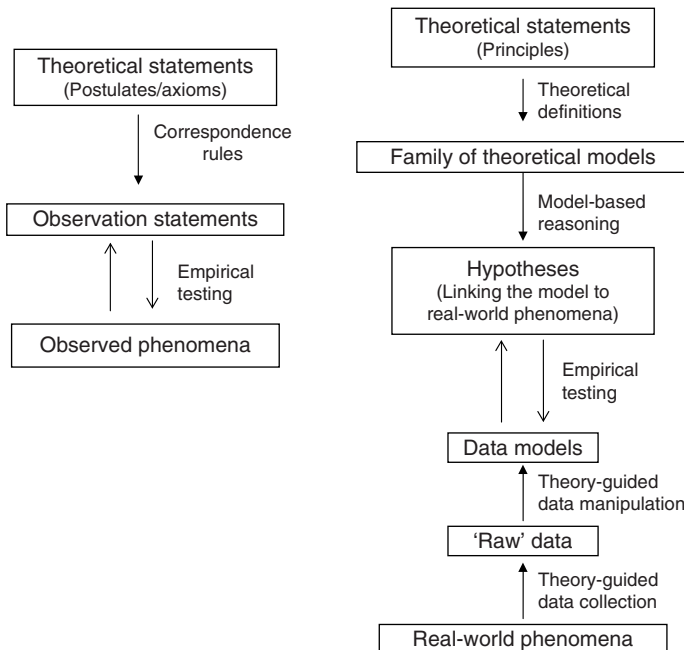 Theoretical statements
(Postulates/axioms)
Correspondence
rules
Observation statements
Empirical
testing
Observed phenomena
Theoretical statements
(Principles)
Theoretical
definitions
Family of theoretical models
Model-based
reasoning
Hypotheses
(Linking the model to
real-world phenomena)
Empirical
testing
Data models
Theory-guided
data manipulation
‘Raw’ data
Theory-guided
data collection
Real-world phenomena